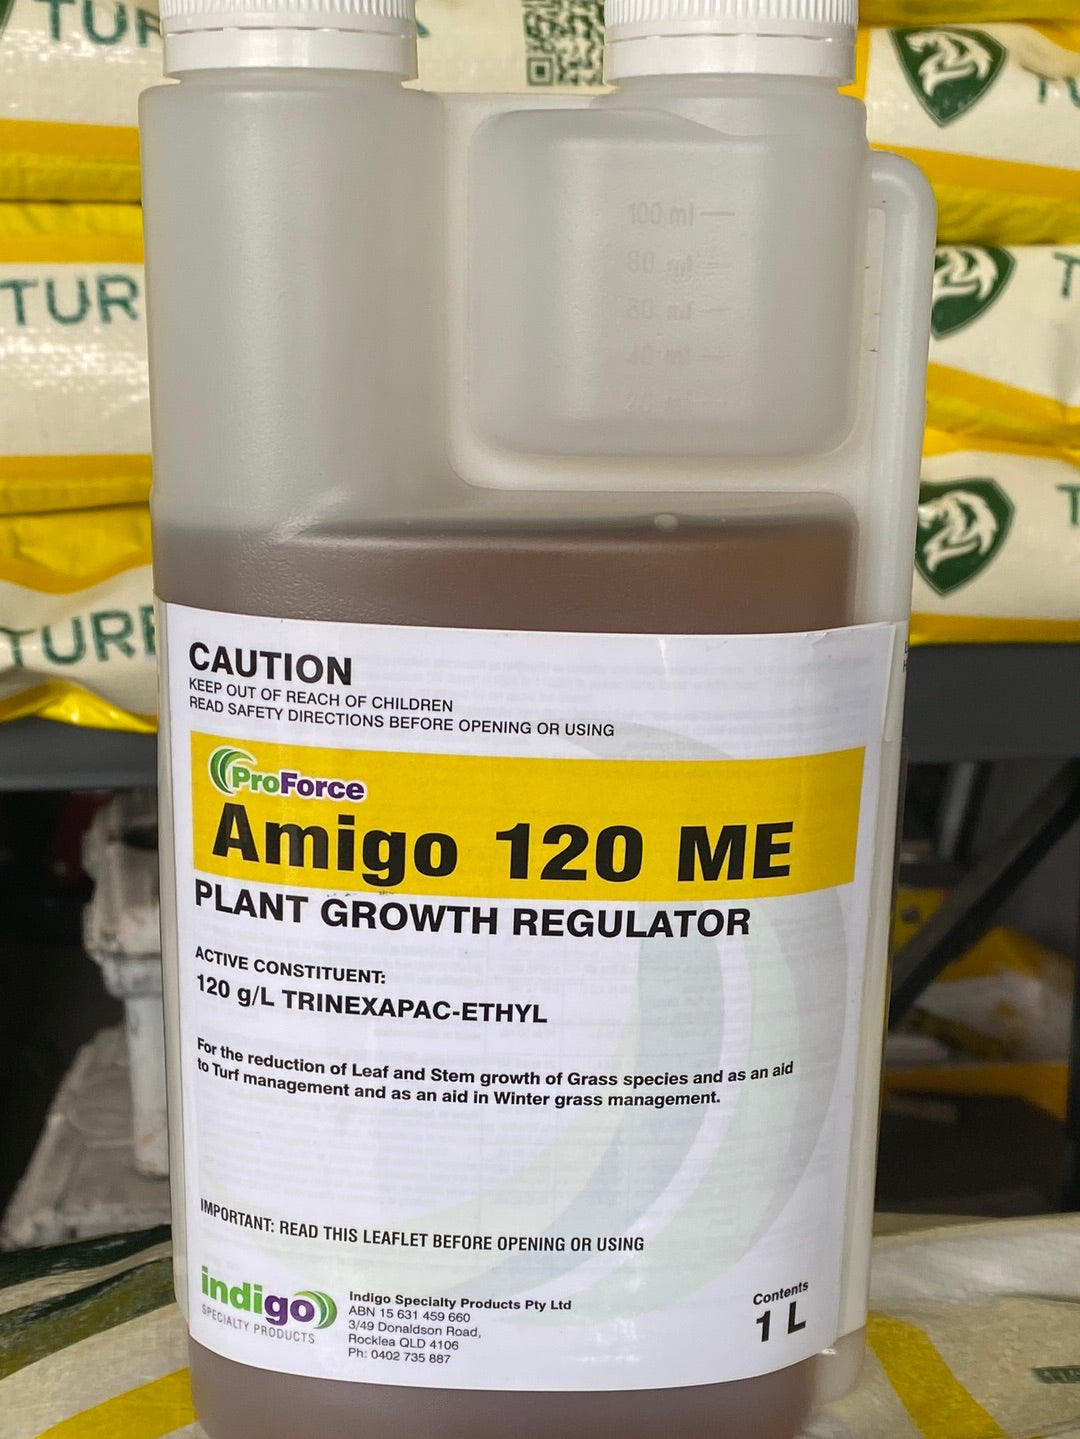 TUR
TUR
TUR
100 ml
80 ml
CAUTION
KEEP OUT OF REACH OF CHILDREN
READ SAFETY DIRECTIONS BEFORE OPENING OR USING
ProForce
Amigo 120 ME
PLANT GROWTH REGULATOR
ACTIVE CONSTITUENT:
120 g/L TRINEXAPAC-ETHYL
For the reduction of Leaf and Stem growth of Grass species and as an aid
to Turf management and as an aid in Winter grass management.
IMPORTANT: READ THIS LEAFLET BEFORE OPENING OR USING
indigo
SPECIALTY PRODUCTS
Indigo Specialty Products Pty Ltd
ABN 15 631 459 660
3/49 Donaldson Road,
Rocklea QLD 4106
Ph: 0402 735 887
Contents
1 L